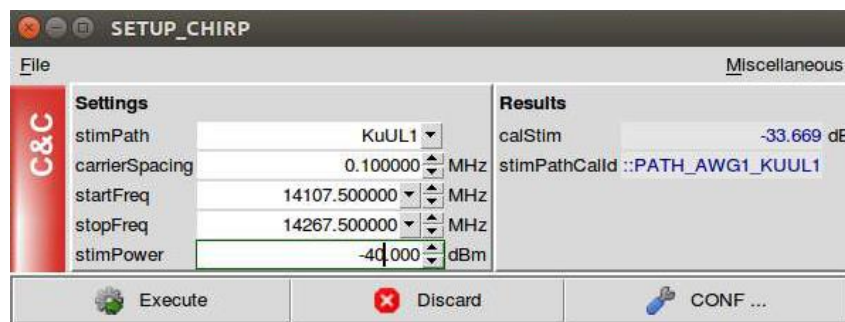 SETUP_CHIRP
File Miscellaneous
C&C
Settings
stimPath KuUL1
carrierSpacing 0.100000 MHz
startFreq 14107.500000 MHz
stopFreq 14267.500000 MHz
stimPower -40.000 dBm
Results
calStim -33.669 dB
stimPathCalId ::PATH_AWG1_KUUL1
Execute Discard CONF ...